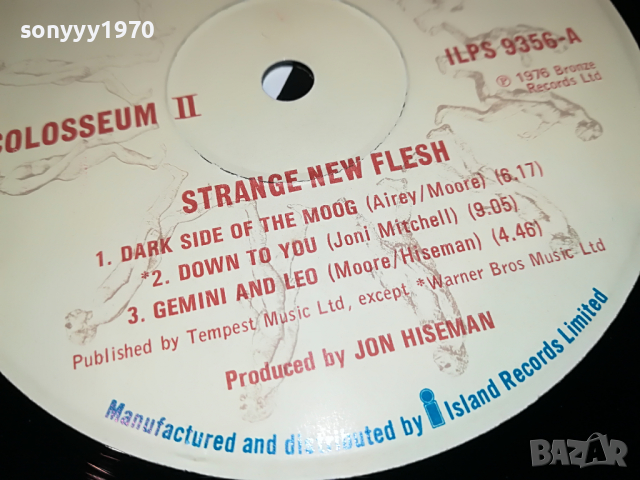 sonyyy1970
ILPS 9356-A
℗ 1976 Bronze
Records Ltd
COLOSSEUM II
STRANGE NEW FLESH
1. DARK SIDE OF THE MOOG (Airey/Moore) (6.17)
*2. DOWN TO YOU (Joni Mitchell) (9.05)
3. GEMINI AND LEO (Moore/Hiseman) (4.46)
Published by Tempest Music Ltd, except *Warner Bros Music Ltd
Produced by JON HISEMAN
Manufactured and distributed by i Island Records Limited
BAZAR